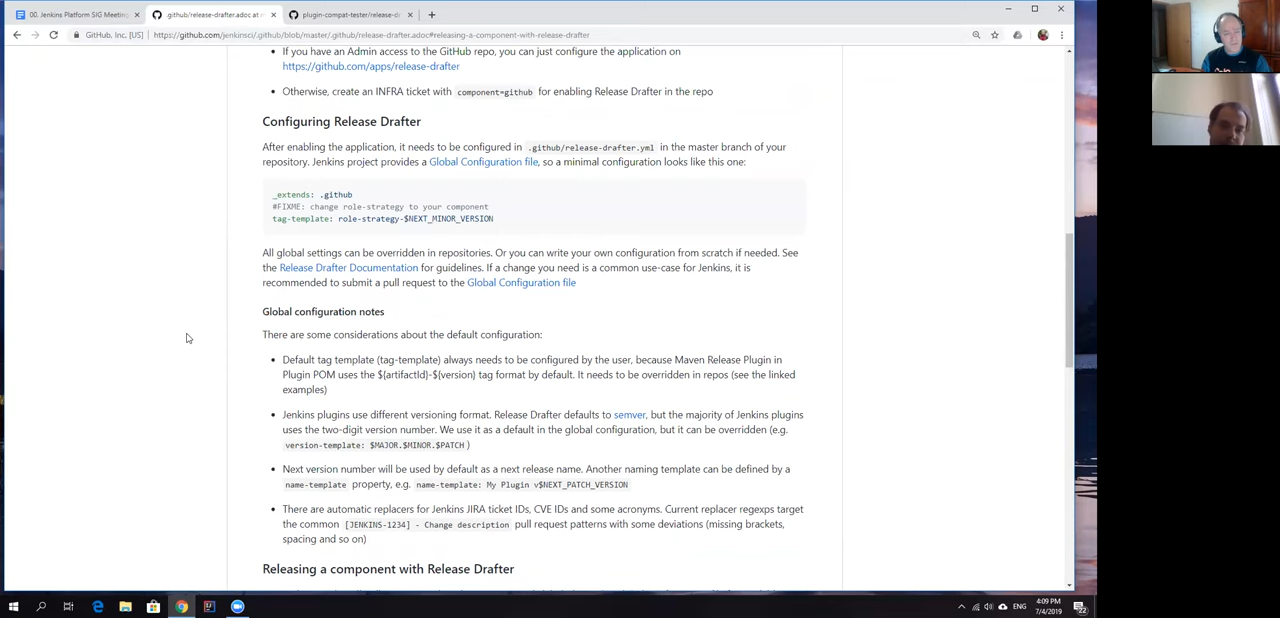 00. Jenkins Platform SIG Meeting
.github/release-drafter.adoc at m
plugin-compat-tester/release-d
GitHub, Inc. [US]
https://github.com/jenkinsci/.github/blob/master/.github/release-drafter.adoc#releasing-a-component-with-release-drafter
If you have an Admin access to the GitHub repo, you can just configure the application on
https://github.com/apps/release-drafter
Otherwise, create an INFRA ticket with component=github for enabling Release Drafter in the repo
Configuring Release Drafter
After enabling the application, it needs to be configured in .github/release-drafter.yml in the master branch of your
repository. Jenkins project provides a Global Configuration file, so a minimal configuration looks like this one:
_extends: .github
#FIXME: change role-strategy to your component
tag-template: role-strategy-$NEXT_MINOR_VERSION
All global settings can be overridden in repositories. Or you can write your own configuration from scratch if needed. See
the Release Drafter Documentation for guidelines. If a change you need is a common use-case for Jenkins, it is
recommended to submit a pull request to the Global Configuration file
Global configuration notes
There are some considerations about the default configuration:
Default tag template (tag-template) always needs to be configured by the user, because Maven Release Plugin in
Plugin POM uses the ${artifactId}-${version} tag format by default. It needs to be overridden in repos (see the linked
examples)
Jenkins plugins use different versioning format. Release Drafter defaults to semver, but the majority of Jenkins plugins
uses the two-digit version number. We use it as a default in the global configuration, but it can be overridden (e.g.
version-template: $MAJOR.$MINOR.$PATCH )
Next version number will be used by default as a next release name. Another naming template can be defined by a
name-template property, e.g. name-template: My Plugin v$NEXT_PATCH_VERSION
There are automatic replacers for Jenkins JIRA ticket IDs, CVE IDs and some acronyms. Current replacer regexps target
the common [JENKINS-1234] - Change description pull request patterns with some deviations (missing brackets,
spacing and so on)
Releasing a component with Release Drafter
ENG
4:09 PM
7/4/2019
22